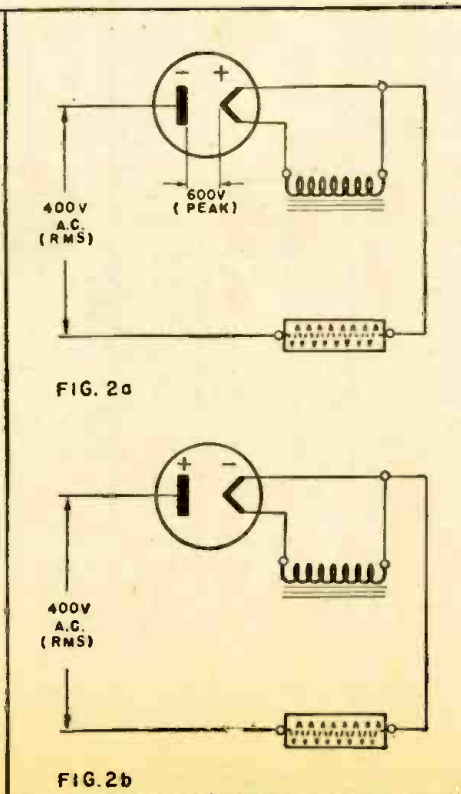 - +
600V
(PEAK)
400V
A.C.
(RMS)
FIG. 2a
+ -
400V
A.C.
(RMS)
FIG. 2b